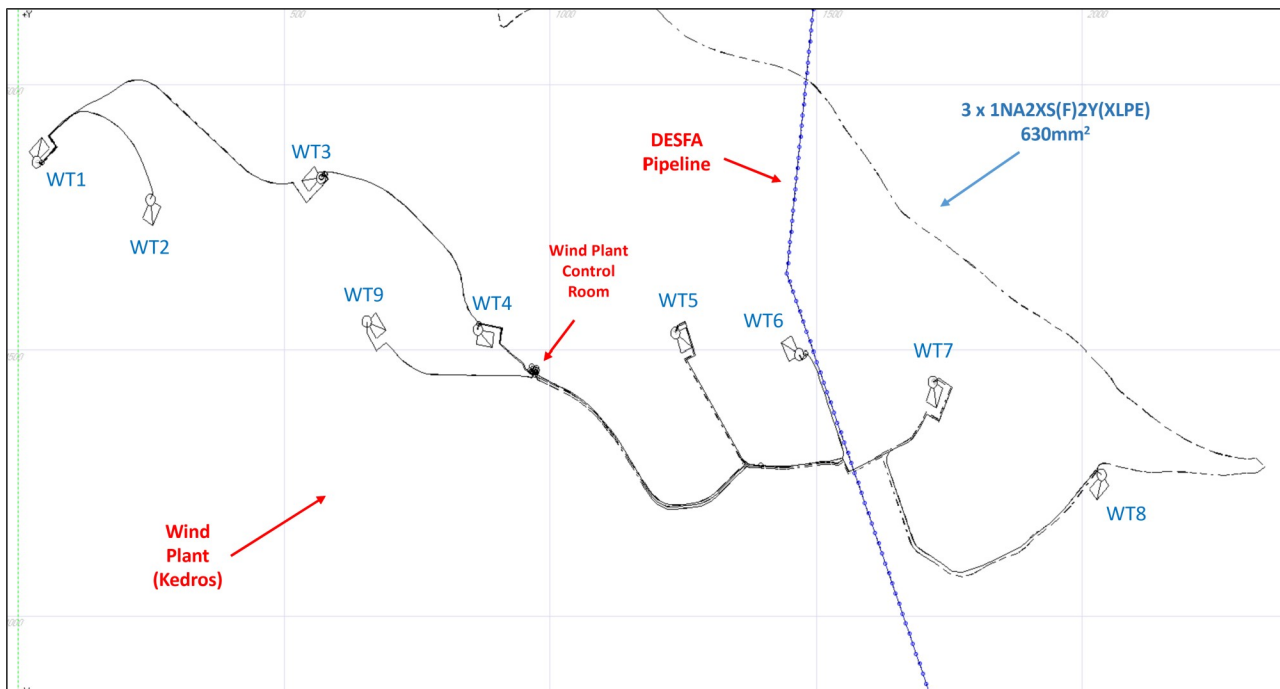 +Y
500
1000
1500
2000
3 x 1NA2XS(F)2Y(XLPE)
630mm²
DESFA
Pipeline
WT1
WT3
WT2
Wind Plant
Control
Room
WT9
WT4
WT5
WT6
WT7
500
WT8
Wind
Plant
(Kedros)